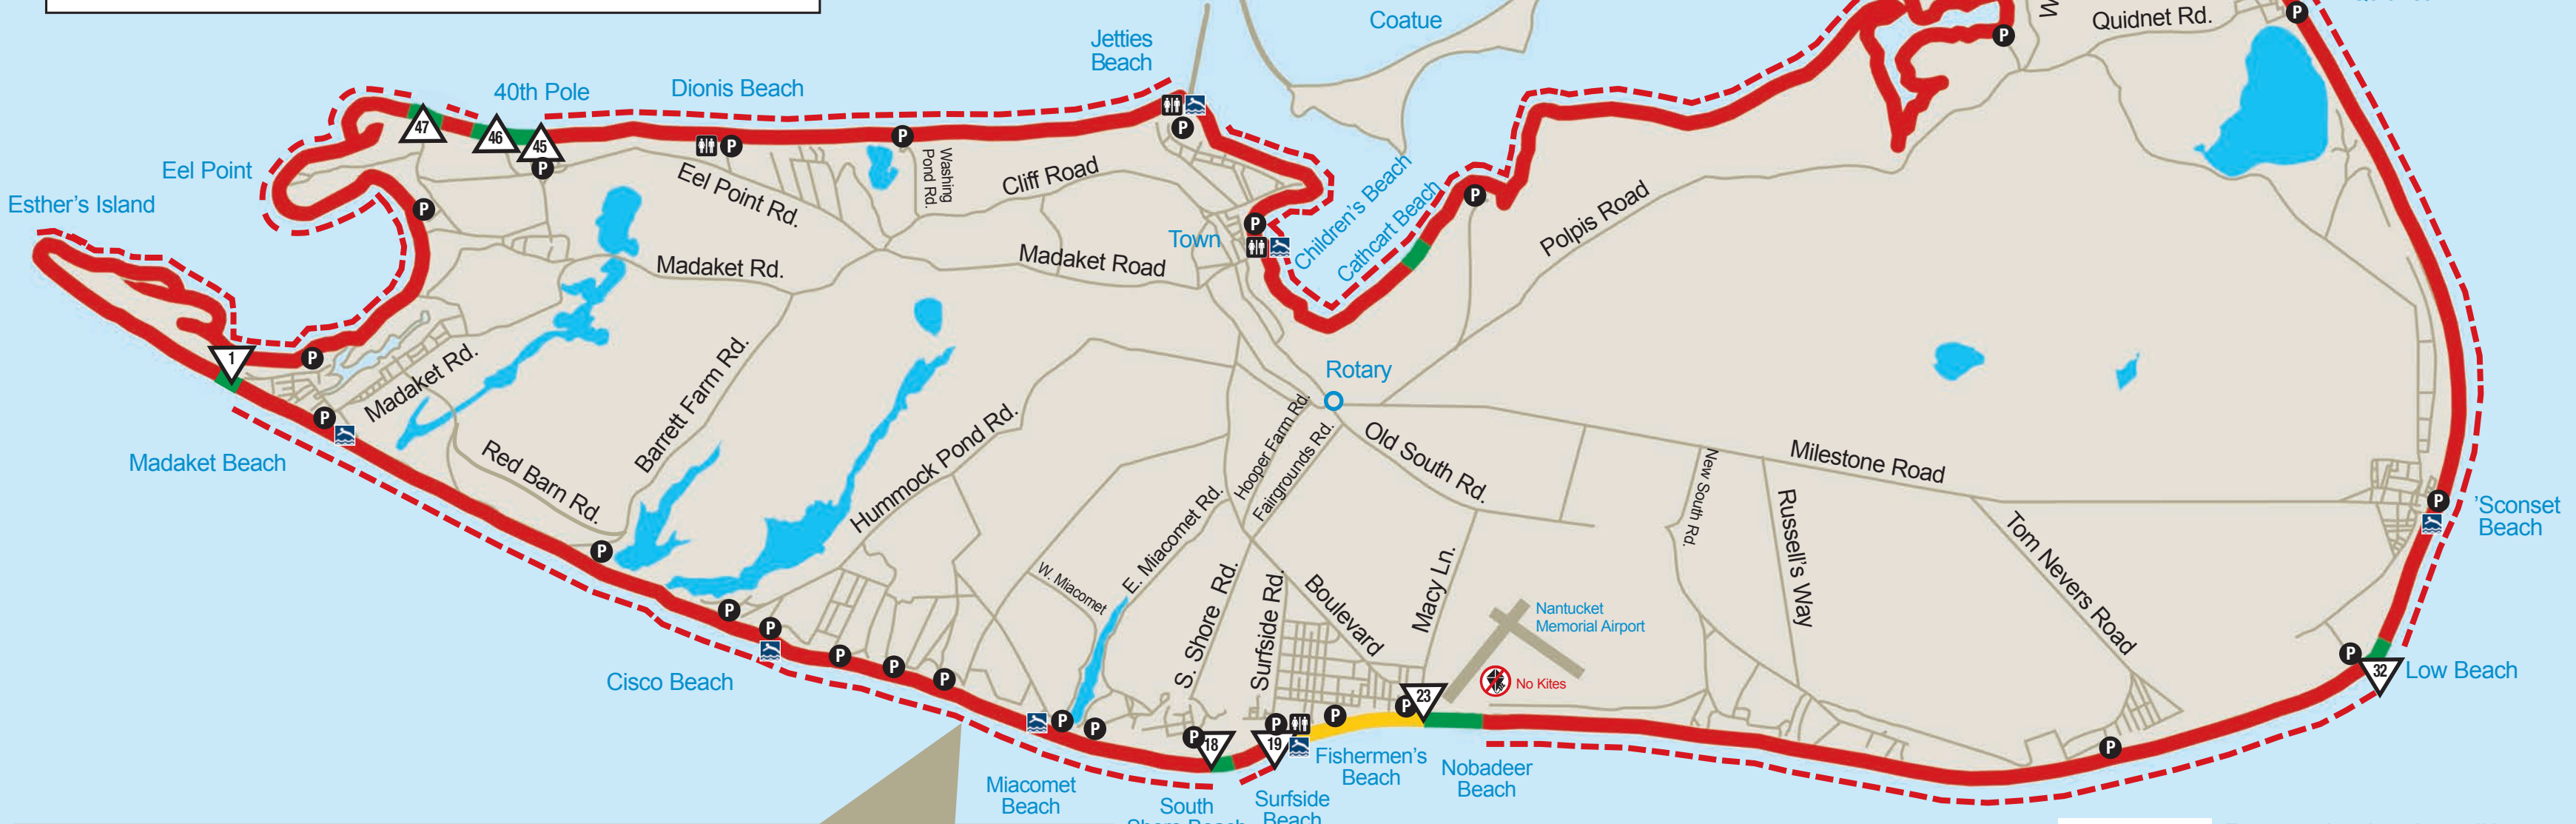 Jetties
Beach
Coatue
Quidnet Rd.
W
P
P
40th Pole
Dionis Beach
47
46
45
P
P
P
P
Eel Point
Esther's Island
Eel Point Rd.
Washing
Pond Rd.
Cliff Road
Children's Beach
Cathcart Beach
P
Polpis Road
P
P
Town
Madaket Rd.
Madaket Road
1
P
P
Madaket Rd.
Madaket Beach
Barrett Farm Rd.
Red Barn Rd.
Hummock Pond Rd.
Rotary
Hooper Farm Rd.
Fairgrounds Rd.
Old South Rd.
Milestone Road
New South Rd.
Russell's Way
Tom Nevers Road
P
'Sconset
Beach
P
P
P
P
P
P
Cisco Beach
W. Miacomet
E. Miacomet Rd.
S. Shore Rd.
Surfside Rd.
Boulevard
Macy Ln.
Nantucket
Memorial Airport
No Kites
P
32
Low Beach
P
P
P
18
P
19
P
P
23
P
Miacomet
Beach
South
Surfside
Beach
Fishermen's
Beach
Nobadeer
Beach